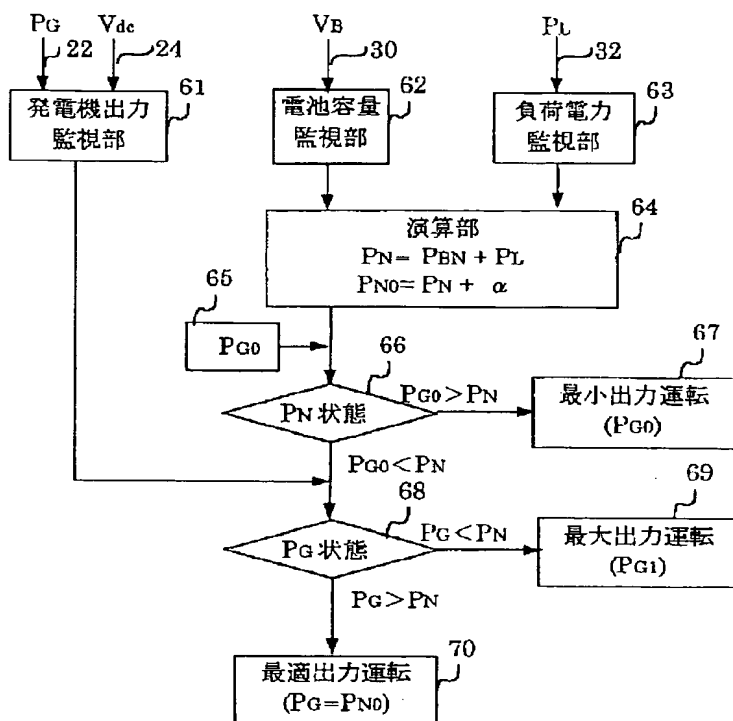 PG
Vdc
VB
PL
22
24
30
32
61
62
63
発電機出力
監視部
電池容量
監視部
負荷電力
監視部
64
演算部
PN= PBN + PL
PN0= PN + α
65
PG0
66
67
PN 状態
PG0>PN
最小出力運転
(PG0)
PG0<PN
68
69
PG 状態
PG<PN
最大出力運転
(PG1)
PG>PN
70
最適出力運転
(PG=PN0)